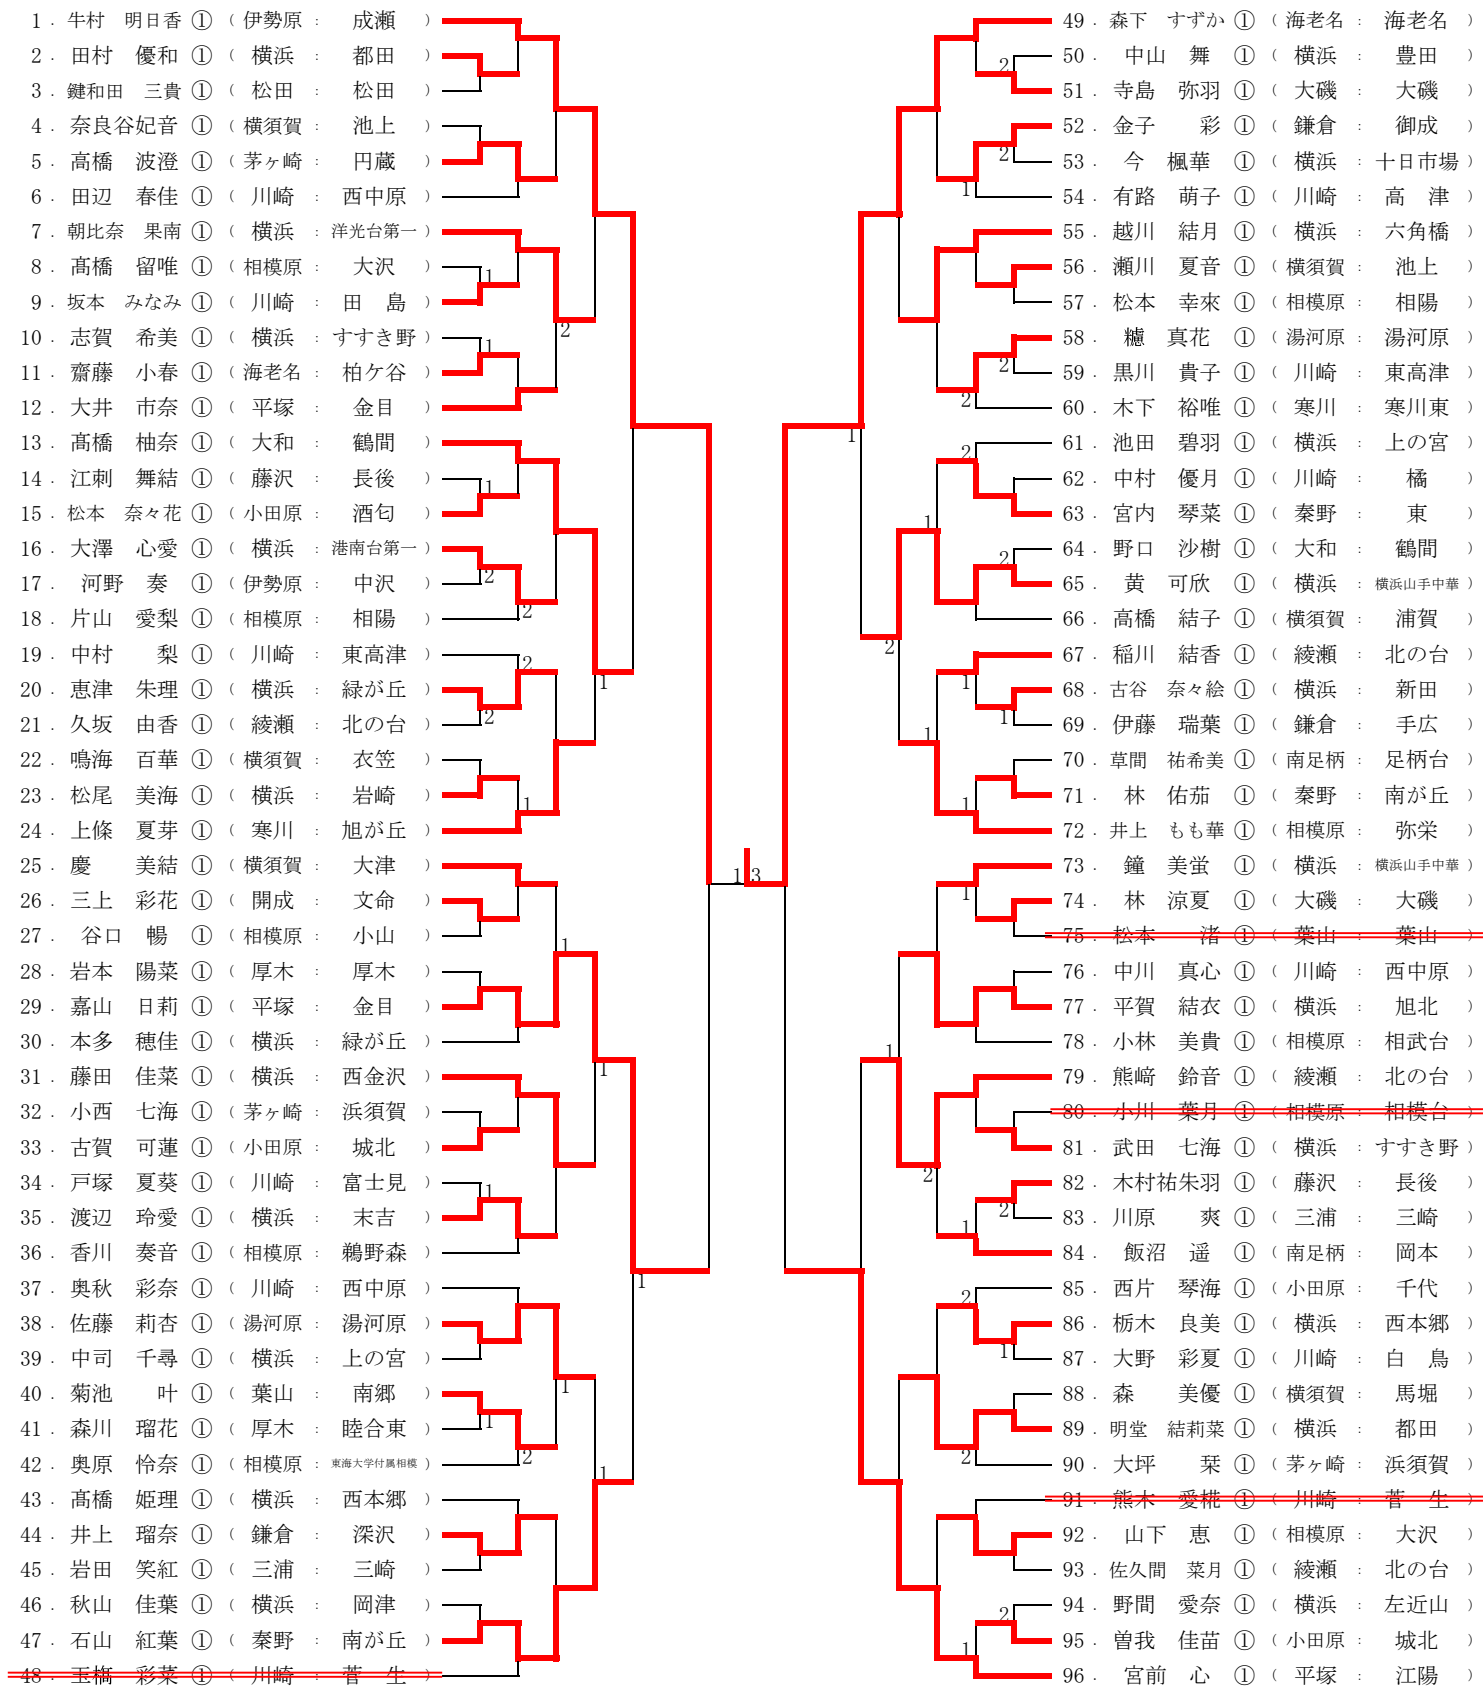 1. 牛村 明日香 ① ( 伊勢原 : 成瀬 )
2. 田村 優和 ① ( 横浜 : 都田 )
3. 鍵和田 三貴 ① ( 松田 : 松田 )
4. 奈良谷妃音 ① ( 横須賀 : 池上 )
5. 高橋 波澄 ① ( 茅ヶ崎 : 円蔵 )
6. 田辺 春佳 ① ( 川崎 : 西中原 )
7. 朝比奈 果南 ① ( 横浜 : 洋光台第一 )
8. 髙橋 留唯 ① ( 相模原 : 大沢 )
1
9. 坂本 みなみ ① ( 川崎 : 田 島 )
10. 志賀 希美 ① ( 横浜 : すすき野 )
2
1
11. 齋藤 小春 ① ( 海老名 : 柏ケ谷 )
12. 大井 市奈 ① ( 平塚 : 金目 )
13. 髙橋 柚奈 ① ( 大和 : 鶴間 )
14. 江刺 舞結 ① ( 藤沢 : 長後 )
1
15. 松本 奈々花 ① ( 小田原 : 酒匂 )
16. 大澤 心愛 ① ( 横浜 : 港南台第一 )
2
17. 河野 奏 ① ( 伊勢原 : 中沢 )
2
18. 片山 愛梨 ① ( 相模原 : 相陽 )
19. 中村 梨 ① ( 川崎 : 東高津 )
2
1
20. 恵津 朱理 ① ( 横浜 : 緑が丘 )
2
21. 久坂 由香 ① ( 綾瀬 : 北の台 )
22. 鳴海 百華 ① ( 横須賀 : 衣笠 )
23. 松尾 美海 ① ( 横浜 : 岩崎 )
1
24. 上條 夏芽 ① ( 寒川 : 旭が丘 )
25. 慶 美結 ① ( 横須賀 : 大津 )
26. 三上 彩花 ① ( 開成 : 文命 )
27. 谷口 暢 ① ( 相模原 : 小山 )
1
28. 岩本 陽菜 ① ( 厚木 : 厚木 )
29. 嘉山 日莉 ① ( 平塚 : 金目 )
30. 本多 穂佳 ① ( 横浜 : 緑が丘 )
1
31. 藤田 佳菜 ① ( 横浜 : 西金沢 )
32. 小西 七海 ① ( 茅ヶ崎 : 浜須賀 )
33. 古賀 可蓮 ① ( 小田原 : 城北 )
34. 戸塚 夏葵 ① ( 川崎 : 富士見 )
1
35. 渡辺 玲愛 ① ( 横浜 : 末吉 )
36. 香川 奏音 ① ( 相模原 : 鵜野森 )
1
37. 奥秋 彩奈 ① ( 川崎 : 西中原 )
38. 佐藤 莉杏 ① ( 湯河原 : 湯河原 )
39. 中司 千尋 ① ( 横浜 : 上の宮 )
1
40. 菊池 叶 ① ( 葉山 : 南郷 )
1
41. 森川 瑠花 ① ( 厚木 : 睦合東 )
2
42. 奥原 怜奈 ① ( 相模原 : 東海大学付属相模 )
1
43. 髙橋 姫理 ① ( 横浜 : 西本郷 )
44. 井上 瑠奈 ① ( 鎌倉 : 深沢 )
45. 岩田 笑紅 ① ( 三浦 : 三崎 )
46. 秋山 佳葉 ① ( 横浜 : 岡津 )
47. 石山 紅葉 ① ( 秦野 : 南が丘 )
48. 玉橋 彩菜 ① ( 川崎 : 菅 生 )
1 3
49. 森下 すずか ① ( 海老名 : 海老名 )
50. 中山 舞 ① ( 横浜 : 豊田 )
2
51. 寺島 弥羽 ① ( 大磯 : 大磯 )
52. 金子 彩 ① ( 鎌倉 : 御成 )
2
53. 今 楓華 ① ( 横浜 : 十日市場 )
1
54. 有路 萌子 ① ( 川崎 : 高 津 )
55. 越川 結月 ① ( 横浜 : 六角橋 )
56. 瀬川 夏音 ① ( 横須賀 : 池上 )
57. 松本 幸來 ① ( 相模原 : 相陽 )
58. 糦 真花 ① ( 湯河原 : 湯河原 )
2
59. 黒川 貴子 ① ( 川崎 : 東高津 )
2
60. 木下 裕唯 ① ( 寒川 : 寒川東 )
1
61. 池田 碧羽 ① ( 横浜 : 上の宮 )
2
62. 中村 優月 ① ( 川崎 : 橘 )
63. 宮内 琴菜 ① ( 秦野 : 東 )
1
64. 野口 沙樹 ① ( 大和 : 鶴間 )
2
65. 黄 可欣 ① ( 横浜 : 横浜山手中華 )
66. 高橋 結子 ① ( 横須賀 : 浦賀 )
2
67. 稲川 結香 ① ( 綾瀬 : 北の台 )
1
68. 古谷 奈々絵 ① ( 横浜 : 新田 )
1
69. 伊藤 瑞葉 ① ( 鎌倉 : 手広 )
1
70. 草間 祐希美 ① ( 南足柄 : 足柄台 )
71. 林 佑茄 ① ( 秦野 : 南が丘 )
1
72. 井上 もも華 ① ( 相模原 : 弥栄 )
73. 鐘 美蛍 ① ( 横浜 : 横浜山手中華 )
1
74. 林 涼夏 ① ( 大磯 : 大磯 )
75. 松本 渚 ① ( 葉山 : 葉山 )
76. 中川 真心 ① ( 川崎 : 西中原 )
77. 平賀 結衣 ① ( 横浜 : 旭北 )
78. 小林 美貴 ① ( 相模原 : 相武台 )
1
79. 熊﨑 鈴音 ① ( 綾瀬 : 北の台 )
80. 小川 葉月 ① ( 相模原 : 相模台 )
81. 武田 七海 ① ( 横浜 : すすき野 )
2
82. 木村祐朱羽 ① ( 藤沢 : 長後 )
2
83. 川原 爽 ① ( 三浦 : 三崎 )
1
84. 飯沼 遥 ① ( 南足柄 : 岡本 )
85. 西片 琴海 ① ( 小田原 : 千代 )
2
86. 栃木 良美 ① ( 横浜 : 西本郷 )
1
87. 大野 彩夏 ① ( 川崎 : 白 鳥 )
88. 森 美優 ① ( 横須賀 : 馬堀 )
89. 明堂 結莉菜 ① ( 横浜 : 都田 )
2
90. 大坪 栞 ① ( 茅ヶ崎 : 浜須賀 )
91. 熊木 愛椛 ① ( 川崎 : 菅 生 )
92. 山下 恵 ① ( 相模原 : 大沢 )
93. 佐久間 菜月 ① ( 綾瀬 : 北の台 )
94. 野間 愛奈 ① ( 横浜 : 左近山 )
2
95. 曽我 佳苗 ① ( 小田原 : 城北 )
1
96. 宮前 心 ① ( 平塚 : 江陽 )